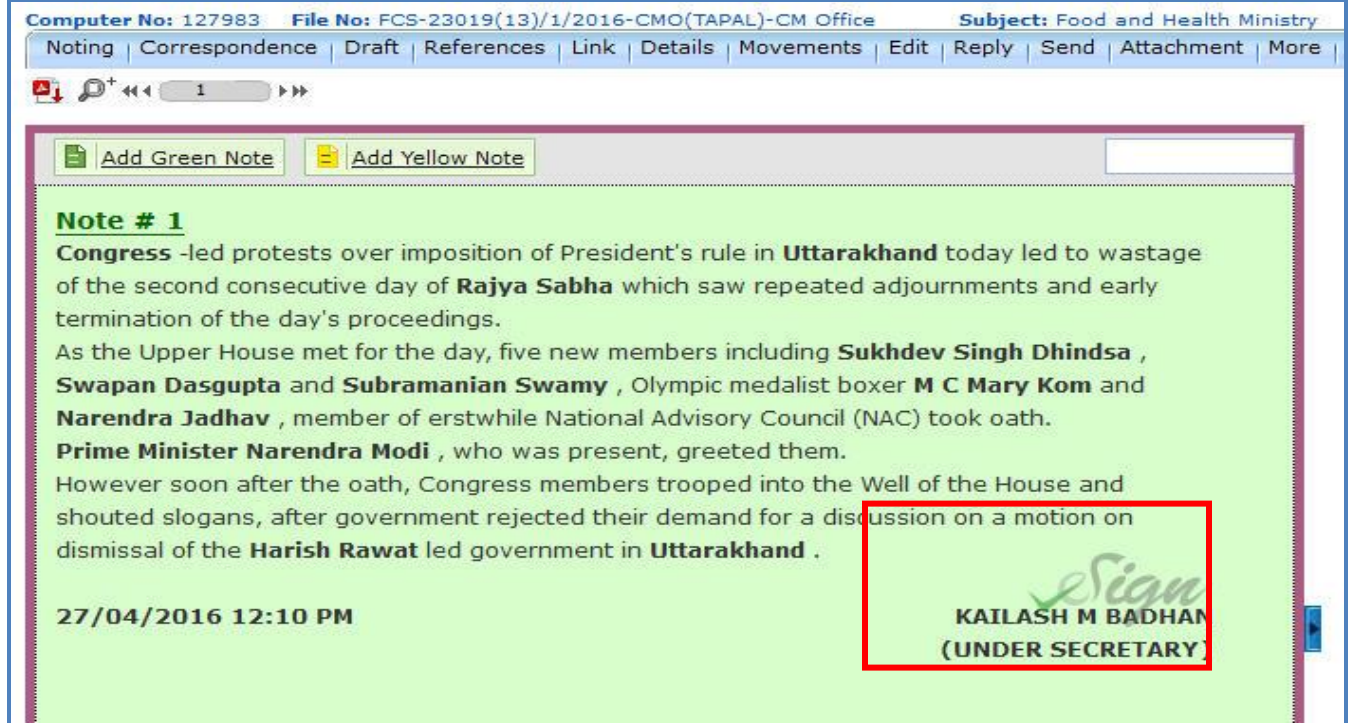 Computer No: 127983 File No: FCS-23019(13)/1/2016-CMO(TAPAL)-CM Office Subject: Food and Health Ministry
Noting | Correspondence | Draft | References | Link | Details | Movements | Edit | Reply | Send | Attachment | More |
1
Add Green Note Add Yellow Note
Note # 1
Congress -led protests over imposition of President's rule in Uttarakhand today led to wastage
of the second consecutive day of Rajya Sabha which saw repeated adjournments and early
termination of the day's proceedings.
As the Upper House met for the day, five new members including Sukhdev Singh Dhindsa ,
Swapan Dasgupta and Subramanian Swamy , Olympic medalist boxer M C Mary Kom and
Narendra Jadhav , member of erstwhile National Advisory Council (NAC) took oath.
Prime Minister Narendra Modi , who was present, greeted them.
However soon after the oath, Congress members trooped into the Well of the House and
shouted slogans, after government rejected their demand for a discussion on a motion on
dismissal of the Harish Rawat led government in Uttarakhand .
eSign
27/04/2016 12:10 PM KAILASH M BADHAN
(UNDER SECRETARY)